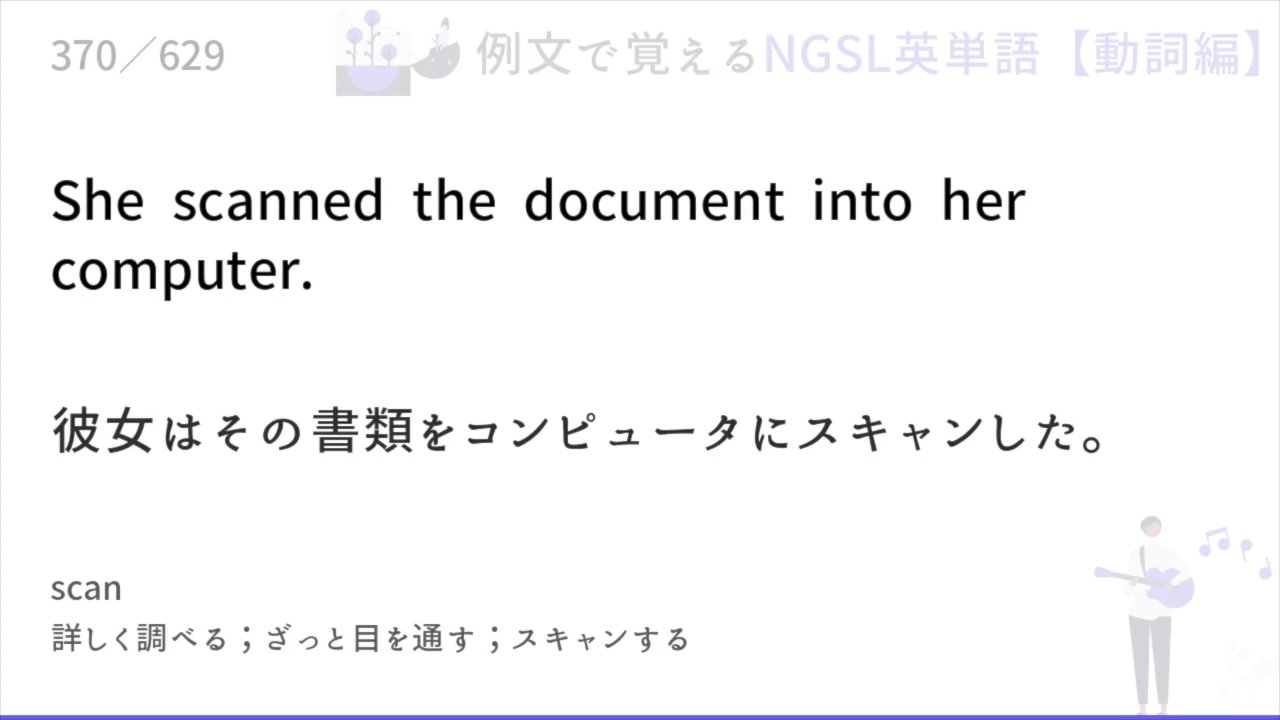 370／629
例文で覚えるNGSL英単語【動詞編】
She scanned the document into her
computer.
彼女はその書類をコンピュータにスキャンした。
scan
詳しく調べる；ざっと目を通す；スキャンする